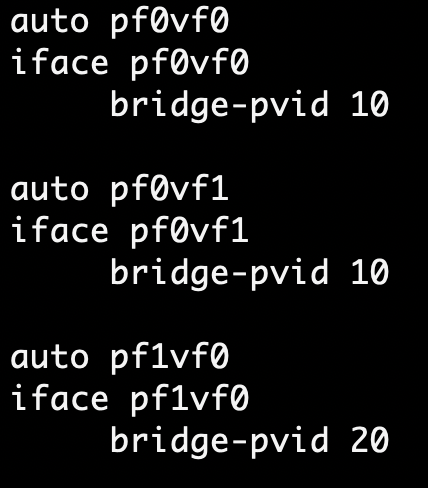 auto pf0vf0
iface pf0vf0
bridge-pvid 10
auto pf0vf1
iface pf0vf1
bridge-pvid 10
auto pf1vf0
iface pf1vf0
bridge-pvid 20